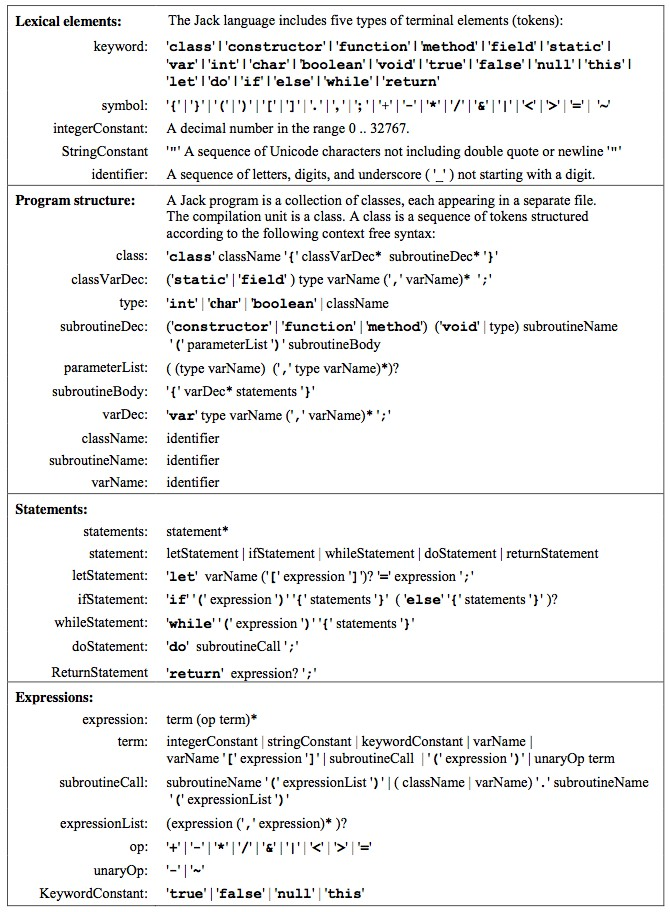 Lexical elements: The Jack language includes five types of terminal elements (tokens):
keyword: 'class'|'constructor'|'function'|'method'|'field'|'static'|
'var'|'int'|'char'|'boolean'|'void'|'true'|'false'|'null'|'this'|
'let'|'do'|'if'|'else'|'while'|'return'
symbol: '{'|'}'|'('|')'|'['|']'|'.'|','|';'|'+'|'-'|'*'|'/'|'&'|'|'|'<'|'>'|'='| '~'
integerConstant: A decimal number in the range 0 .. 32767.
StringConstant '"' A sequence of Unicode characters not including double quote or newline '"'
identifier: A sequence of letters, digits, and underscore ( '_' ) not starting with a digit.
Program structure: A Jack program is a collection of classes, each appearing in a separate file.
The compilation unit is a class. A class is a sequence of tokens structured
according to the following context free syntax:
class: 'class' className '{' classVarDec* subroutineDec* '}'
classVarDec: ('static' | 'field' ) type varName (',' varName)* ';'
type: 'int' | 'char' | 'boolean' | className
subroutineDec: ('constructor' | 'function' | 'method') ('void' | type) subroutineName
'(' parameterList ')' subroutineBody
parameterList: ( (type varName) (',' type varName)*)?
subroutineBody: '{' varDec* statements '}'
varDec: 'var' type varName (',' varName)* ';'
className: identifier
subroutineName: identifier
varName: identifier
Statements:
statements: statement*
statement: letStatement | ifStatement | whileStatement | doStatement | returnStatement
letStatement: 'let' varName ('[' expression ']')? '=' expression ';'
ifStatement: 'if' '(' expression ')' '{' statements '}' ( 'else' '{' statements '}' )?
whileStatement: 'while' '(' expression ')' '{' statements '}'
doStatement: 'do' subroutineCall ';'
ReturnStatement 'return' expression? ';'
Expressions:
expression: term (op term)*
term: integerConstant | stringConstant | keywordConstant | varName |
varName '[' expression ']' | subroutineCall | '(' expression ')' | unaryOp term
subroutineCall: subroutineName '(' expressionList ')' | ( className | varName) '.' subroutineName
'(' expressionList ')'
expressionList: (expression (',' expression)* )?
op: '+'|'-'|'*'|'/'|'&'|'|'|'<'|'>'|'='
unaryOp: '-'|'~'
KeywordConstant: 'true'|'false'|'null'|'this'